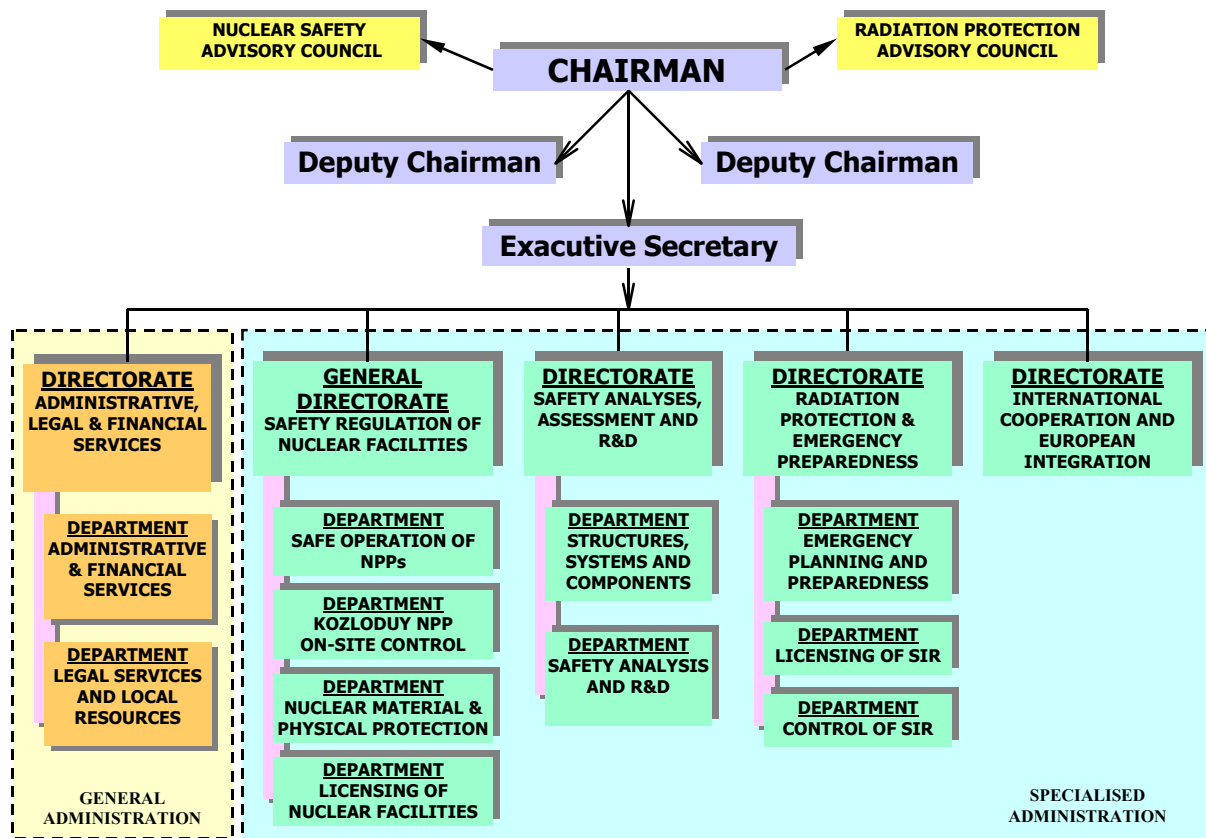 NUCLEAR SAFETY
ADVISORY COUNCIL
RADIATION PROTECTION
ADVISORY COUNCIL
CHAIRMAN
Deputy Chairman
Deputy Chairman
Exacutive Secretary
DIRECTORATE
ADMINISTRATIVE,
LEGAL & FINANCIAL
SERVICES
DEPARTMENT
ADMINISTRATIVE
& FINANCIAL
SERVICES
DEPARTMENT
LEGAL SERVICES
AND LOCAL
RESOURCES
GENERAL
ADMINISTRATION
GENERAL
DIRECTORATE
SAFETY REGULATION OF
NUCLEAR FACILITIES
DEPARTMENT
SAFE OPERATION OF
NPPs
DEPARTMENT
KOZLODUY NPP
ON-SITE CONTROL
DEPARTMENT
NUCLEAR MATERIAL &
PHYSICAL PROTECTION
DEPARTMENT
LICENSING OF
NUCLEAR FACILITIES
DIRECTORATE
SAFETY ANALYSES,
ASSESSMENT AND
R&D
DEPARTMENT
STRUCTURES,
SYSTEMS AND
COMPONENTS
DEPARTMENT
SAFETY ANALYSIS
AND R&D
DIRECTORATE
RADIATION
PROTECTION &
EMERGENCY
PREPAREDNESS
DEPARTMENT
EMERGENCY
PLANNING AND
PREPAREDNESS
DEPARTMENT
LICENSING OF SIR
DEPARTMENT
CONTROL OF SIR
DIRECTORATE
INTERNATIONAL
COOPERATION AND
EUROPEAN
INTEGRATION
SPECIALISED
ADMINISTRATION